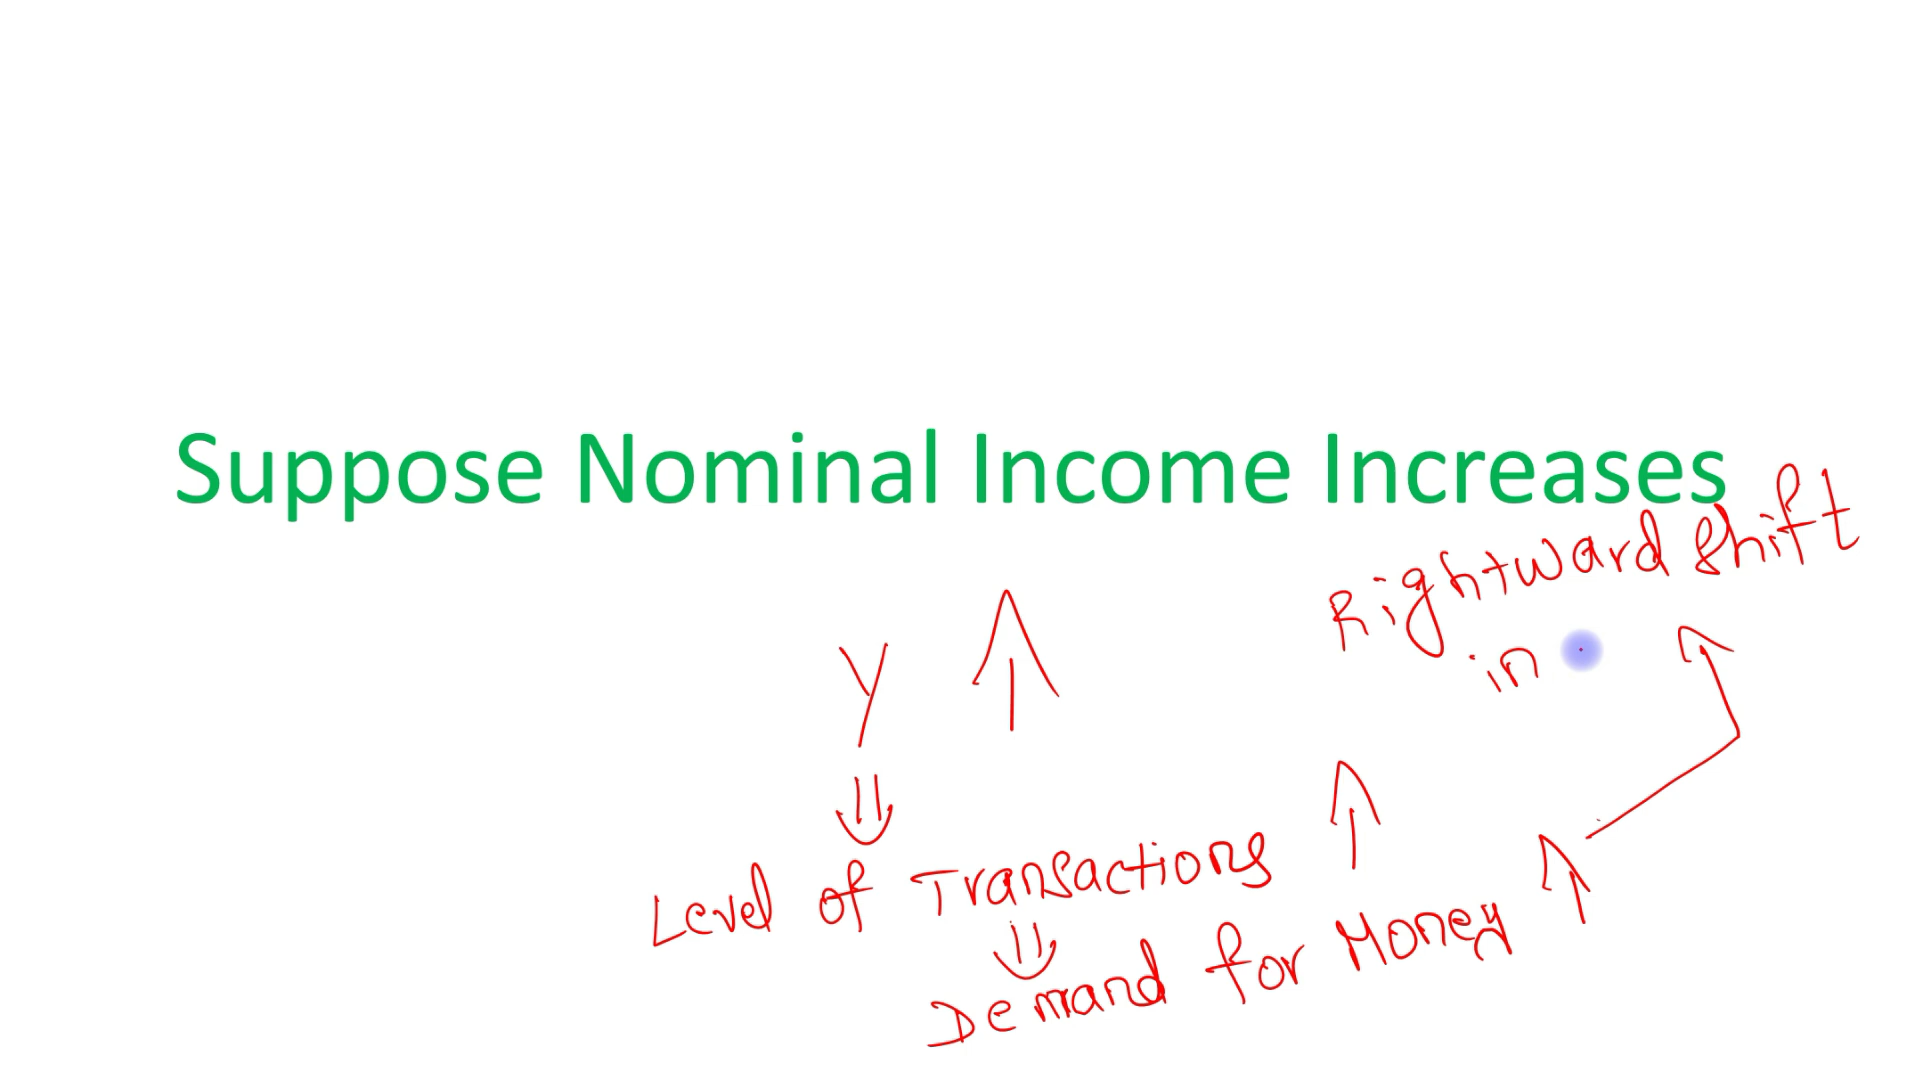 Suppose Nominal Income Increases
Rightward Shift
in
Y ↑
⇓
Level of Transactions ↑
⇓
Demand for Money ↑